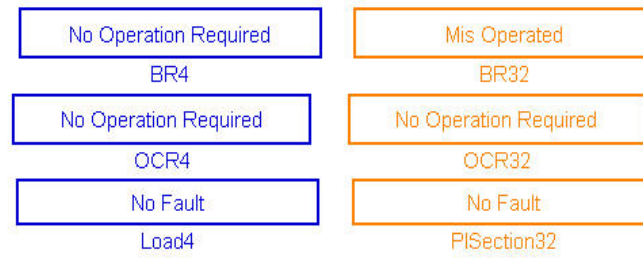 No Operation Required Mis Operated
BR4 BR32
No Operation Required No Operation Required
OCR4 OCR32
No Fault No Fault
Load4 PISection32